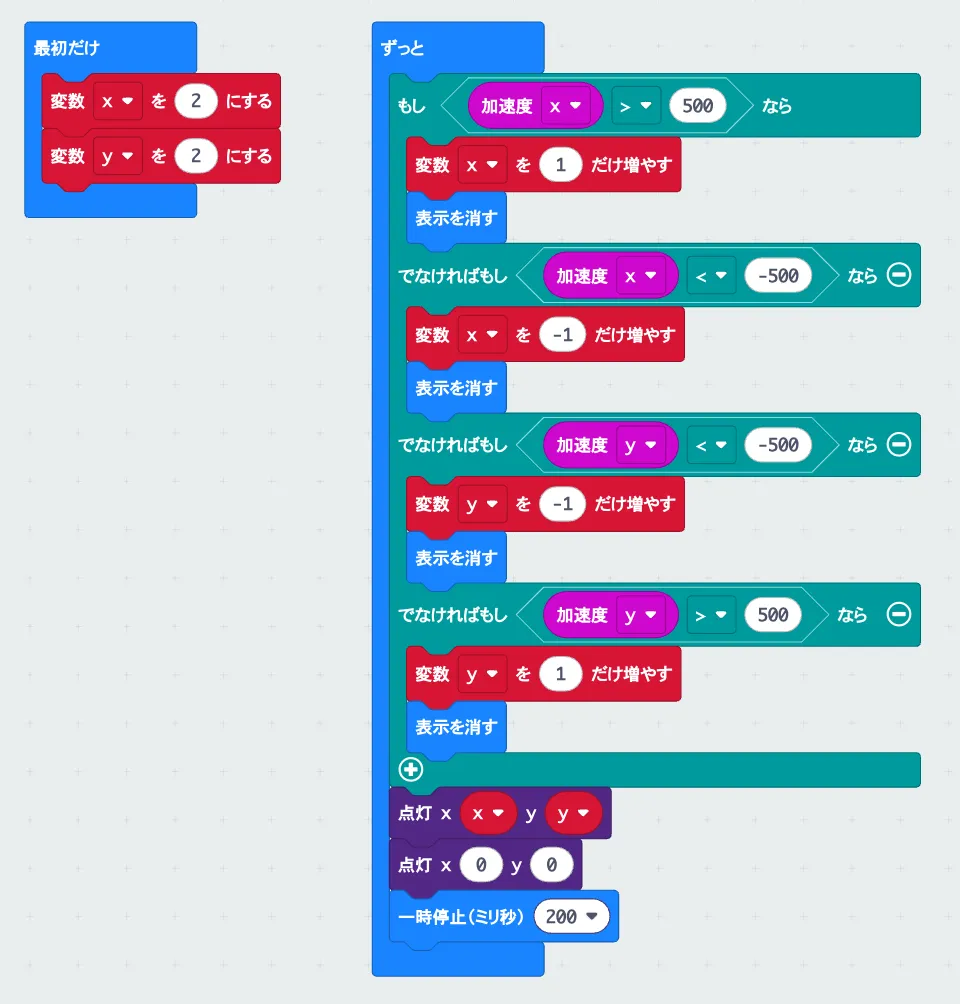 最初だけ
変数 x を 2 にする
変数 y を 2 にする
ずっと
もし 加速度 x > 500 なら
変数 x を 1 だけ増やす
表示を消す
でなければもし 加速度 x < -500 なら
変数 x を -1 だけ増やす
表示を消す
でなければもし 加速度 y < -500 なら
変数 y を -1 だけ増やす
表示を消す
でなければもし 加速度 y > 500 なら
変数 y を 1 だけ増やす
表示を消す
点灯 x x y y
点灯 x 0 y 0
一時停止(ミリ秒) 200